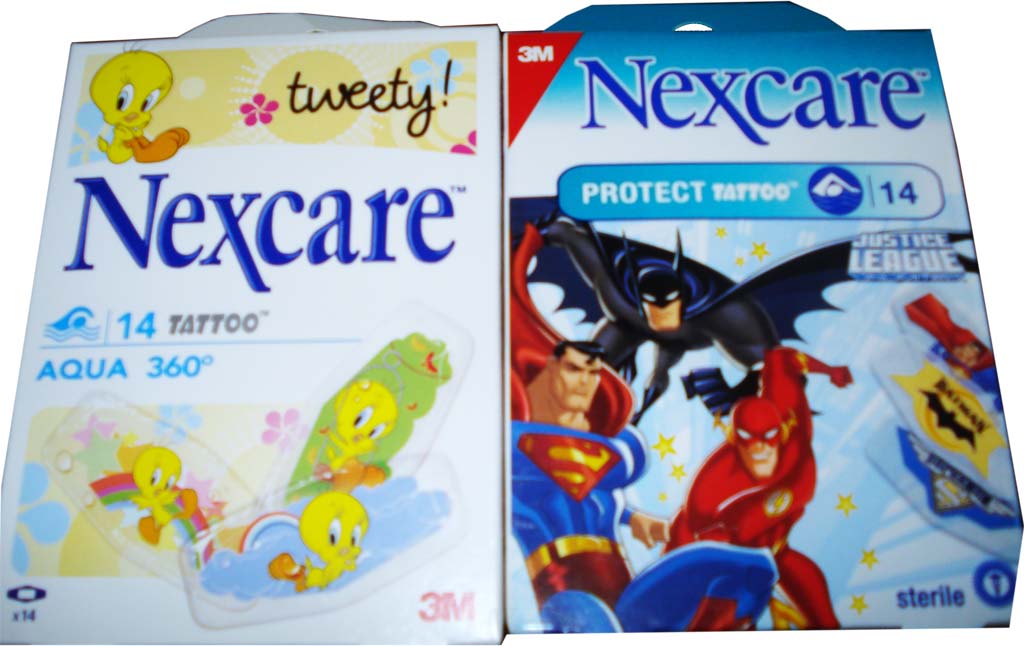 tweety!
Nexcare™
14 TATTOO™
AQUA 360°
x14
3M
3M
Nexcare™
PROTECT TATTOO™ 14
JUSTICE
LEAGUE
BATMAN
sterile